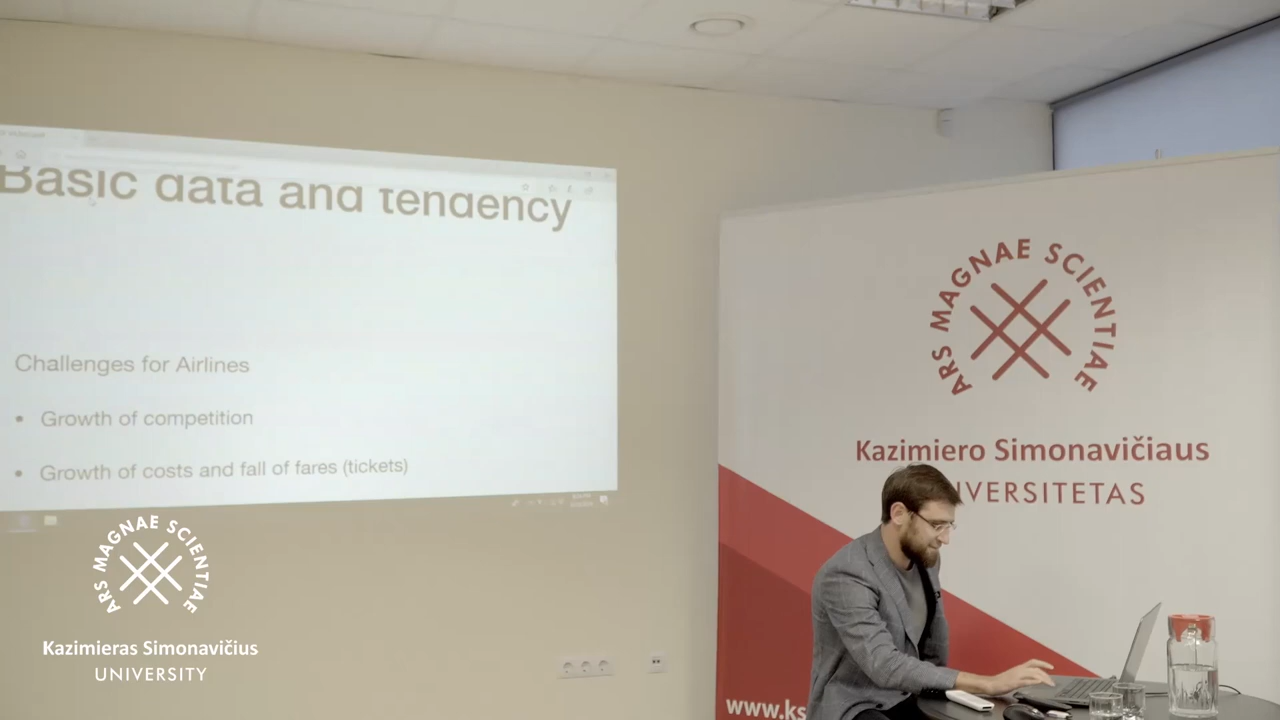 Basic data and tendency
Challenges for Airlines
• Growth of competition
• Growth of costs and fall of fares (tickets)
ARS MAGNAE SCIENTIAE
Kazimiero Simonavičiaus
IVERSITETAS
www.ks
ARS MAGNAE SCIENTIAE
Kazimieras Simonavičius
UNIVERSITY